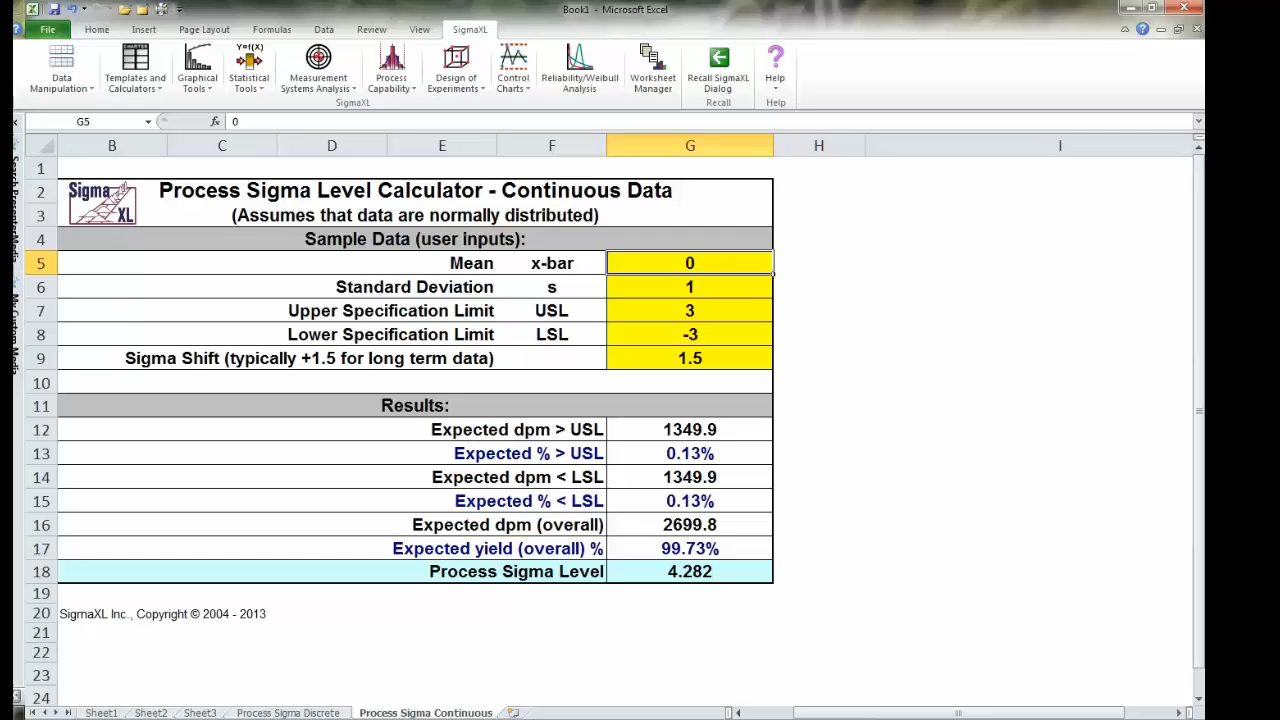 Book1 - Microsoft Excel
File Home Insert Page Layout Formulas Data Review View SigmaXL
Data Manipulation
Templates and Calculators
Graphical Tools
Statistical Tools
Measurement Systems Analysis
Process Capability
Design of Experiments
Control Charts
Reliability/Weibull Analysis
Worksheet Manager
Recall SigmaXL Dialog
Help
SigmaXL Recall Help
G5 fx 0
B C D E F G H I
1
2 Sigma XL Process Sigma Level Calculator - Continuous Data
3 (Assumes that data are normally distributed)
4 Sample Data (user inputs):
5 Mean x-bar 0
6 Standard Deviation s 1
7 Upper Specification Limit USL 3
8 Lower Specification Limit LSL -3
9 Sigma Shift (typically +1.5 for long term data) 1.5
10
11 Results:
12 Expected dpm > USL 1349.9
13 Expected % > USL 0.13%
14 Expected dpm < LSL 1349.9
15 Expected % < LSL 0.13%
16 Expected dpm (overall) 2699.8
17 Expected yield (overall) % 99.73%
18 Process Sigma Level 4.282
19
20 SigmaXL Inc., Copyright © 2004 - 2013
21
22
23
24
Sheet1 Sheet2 Sheet3 Process Sigma Discrete Process Sigma Continuous